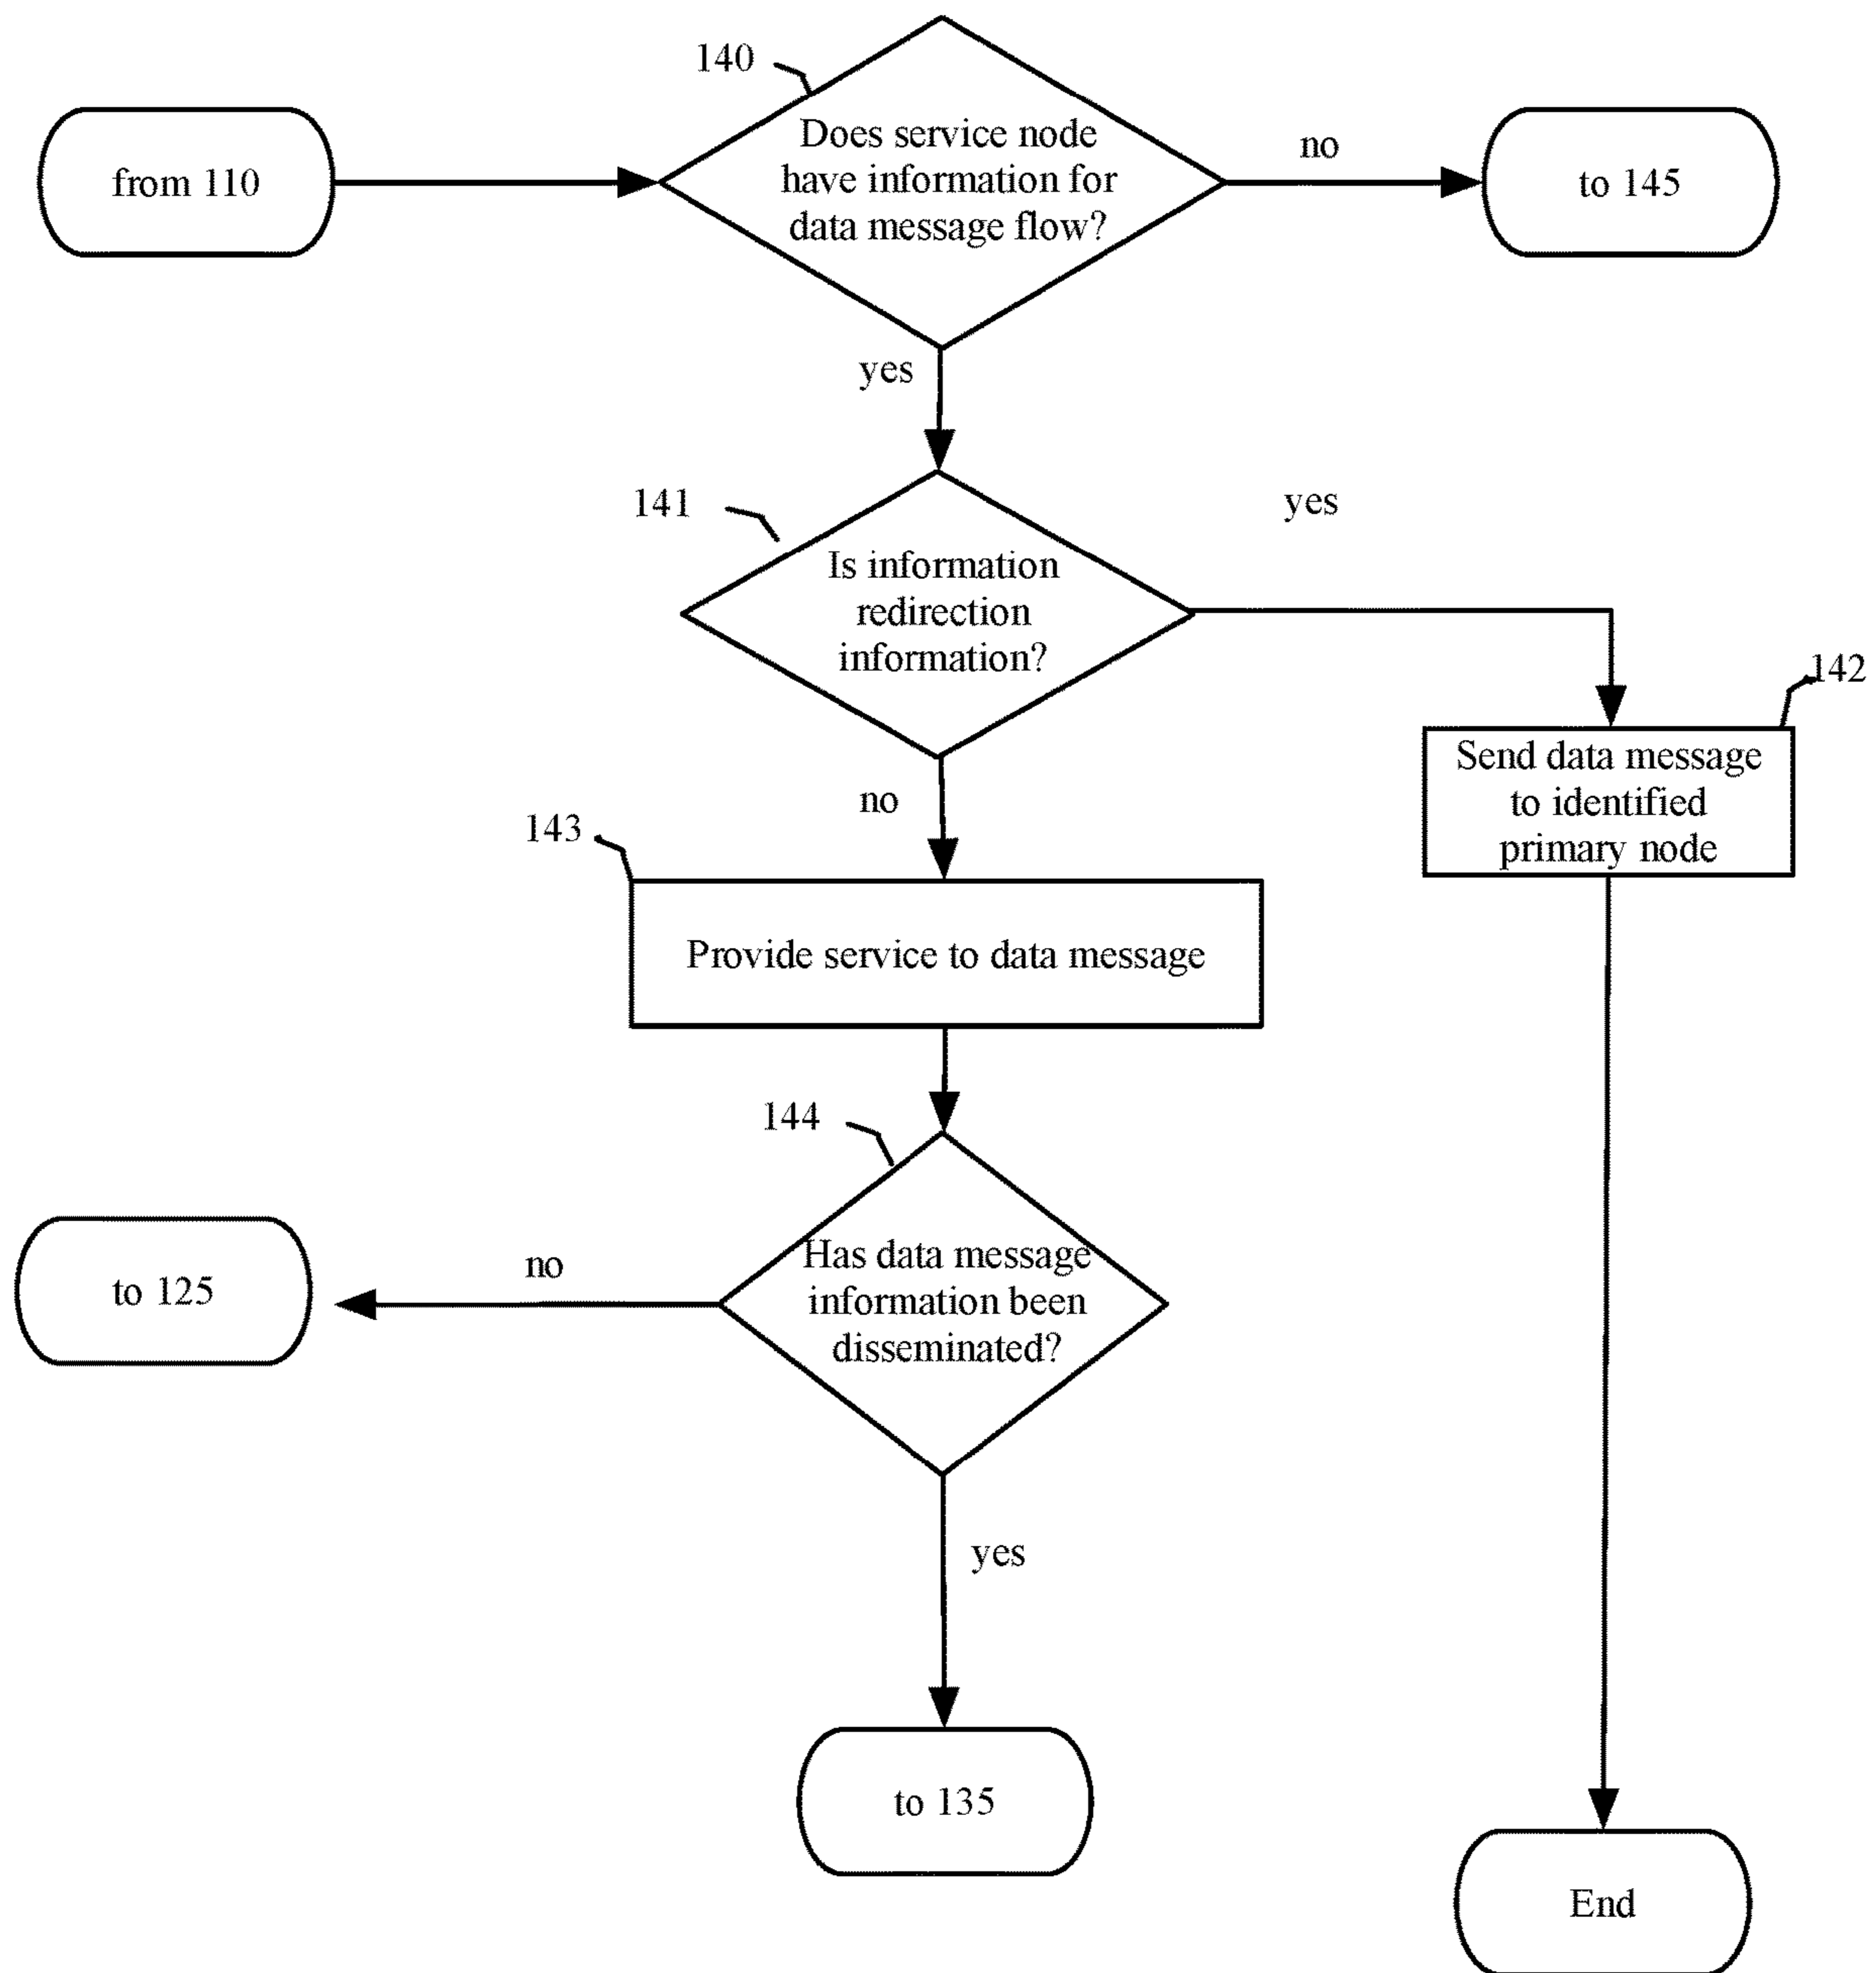 140
from 110
Does service node
have information for
data message flow?
no
to 145
yes
141
Is information
redirection
information?
yes
142
Send data message
to identified
primary node
no
143
Provide service to data message
144
Has data message
information been
disseminated?
no
to 125
yes
to 135
End